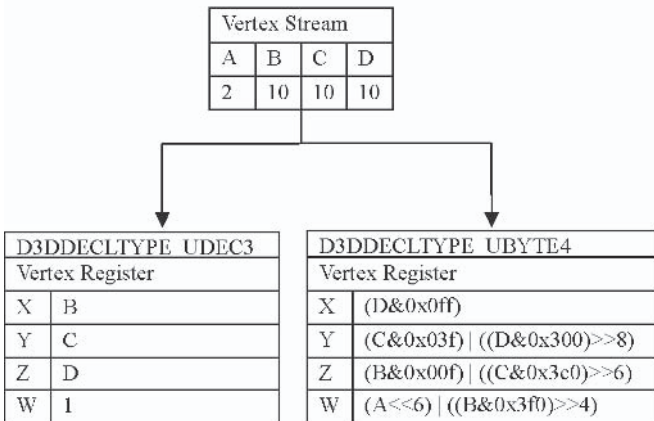 Vertex Stream
A B C D
2 10 10 10
D3DDECLTYPE_UDEC3
Vertex Register
X B
Y C
Z D
W 1
D3DDECLTYPE_UBYTE4
Vertex Register
X (D&0x0ff)
Y (C&0x03f) | ((D&0x300)>>8)
Z (B&0x00f) | ((C&0x3c0)>>6)
W (A<<6) | ((B&0x3f0)>>4)